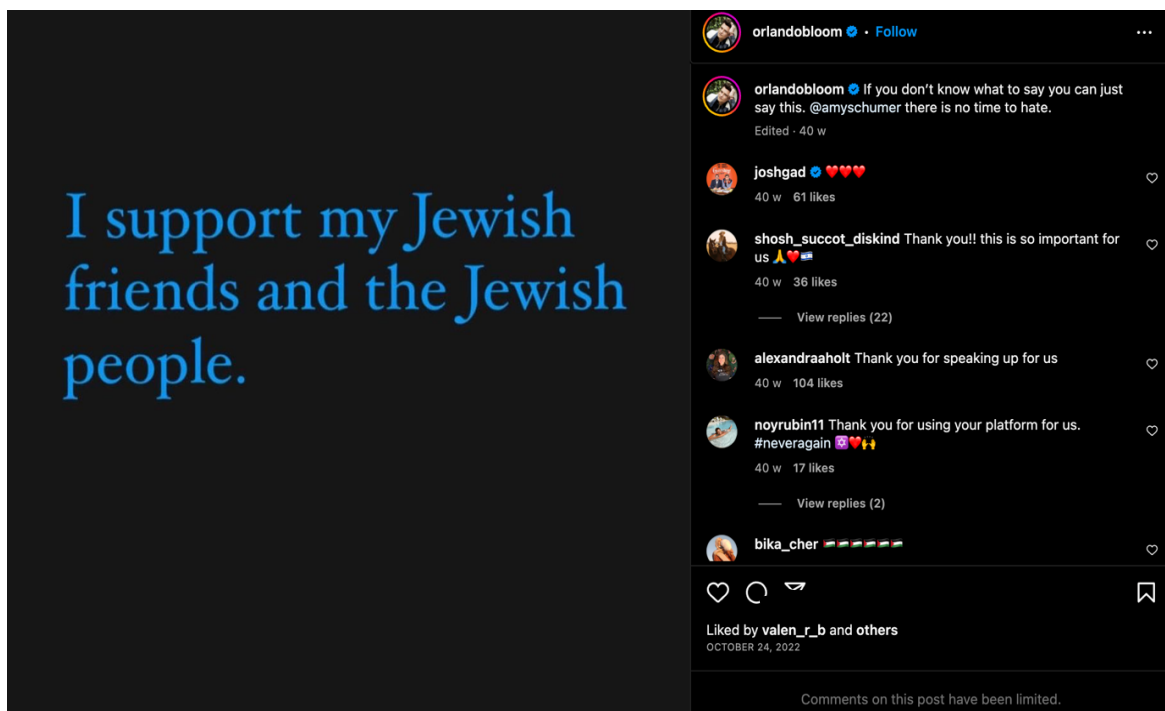 I support my Jewish
friends and the Jewish
people.
orlandobloom • Follow
orlandobloom If you don’t know what to say you can just
say this. @amyschumer there is no time to hate.
Edited · 40 w
joshgad ❤️❤️❤️
40 w 61 likes
shosh_succot_diskind Thank you!! this is so important for
us 🙏❤️🇮🇱
40 w 36 likes
View replies (22)
alexandraaholt Thank you for speaking up for us
40 w 104 likes
noyrubin11 Thank you for using your platform for us.
#neveragain 🔯❤️🙌
40 w 17 likes
View replies (2)
bika_cher 🇵🇸🇵🇸🇵🇸🇵🇸🇵🇸🇵🇸
Liked by valen_r_b and others
OCTOBER 24, 2022
Comments on this post have been limited.